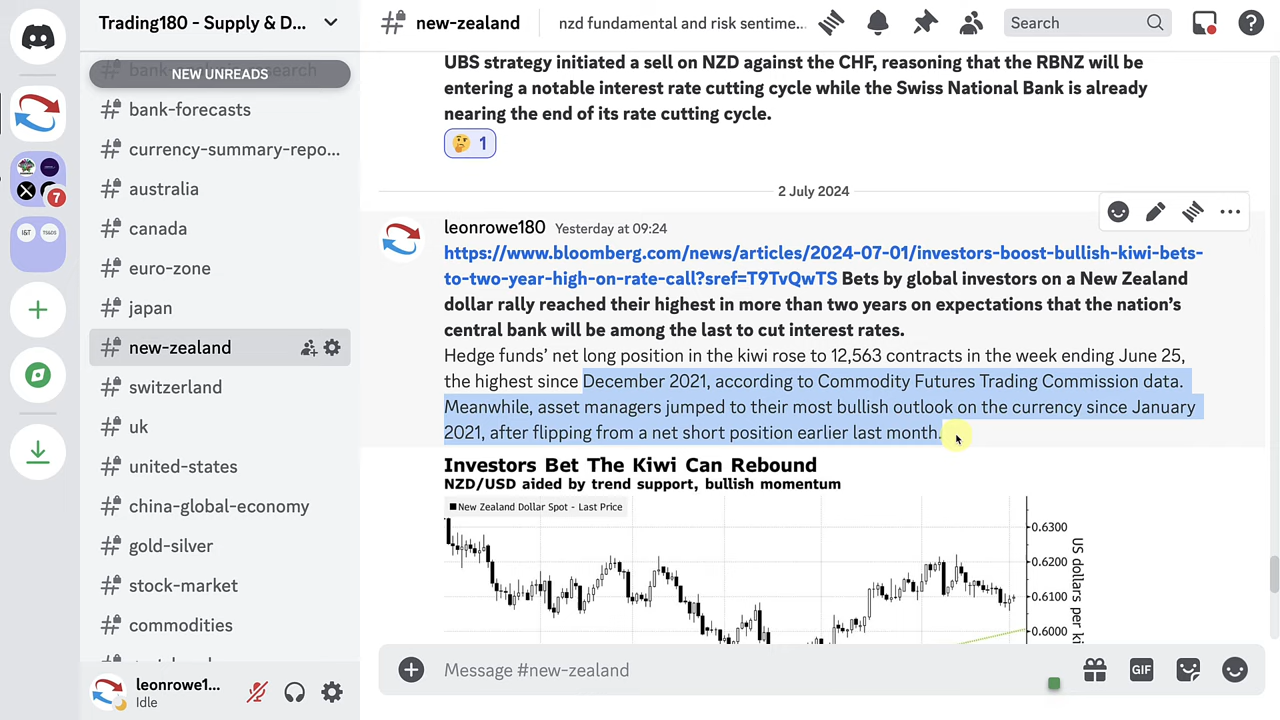 Trading180 - Supply & D...
new-zealand
nzd fundamental and risk sentime...
Search
NEW UNREADS
bank-forecasts
currency-summary-repo...
australia
canada
euro-zone
japan
new-zealand
switzerland
uk
united-states
china-global-economy
gold-silver
stock-market
commodities
7
leonrowe1...
Idle
UBS strategy initiated a sell on NZD against the CHF, reasoning that the RBNZ will be
entering a notable interest rate cutting cycle while the Swiss National Bank is already
nearing the end of its rate cutting cycle.
1
2 July 2024
leonrowe180 Yesterday at 09:24
https://www.bloomberg.com/news/articles/2024-07-01/investors-boost-bullish-kiwi-bets-
to-two-year-high-on-rate-call?sref=T9TvQwTS Bets by global investors on a New Zealand
dollar rally reached their highest in more than two years on expectations that the nation's
central bank will be among the last to cut interest rates.
Hedge funds' net long position in the kiwi rose to 12,563 contracts in the week ending June 25,
the highest since December 2021, according to Commodity Futures Trading Commission data.
Meanwhile, asset managers jumped to their most bullish outlook on the currency since January
2021, after flipping from a net short position earlier last month.
Investors Bet The Kiwi Can Rebound
NZD/USD aided by trend support, bullish momentum
New Zealand Dollar Spot - Last Price
0.6300
0.6200
0.6100
0.6000
US dollars per ki
Message #new-zealand
GIF